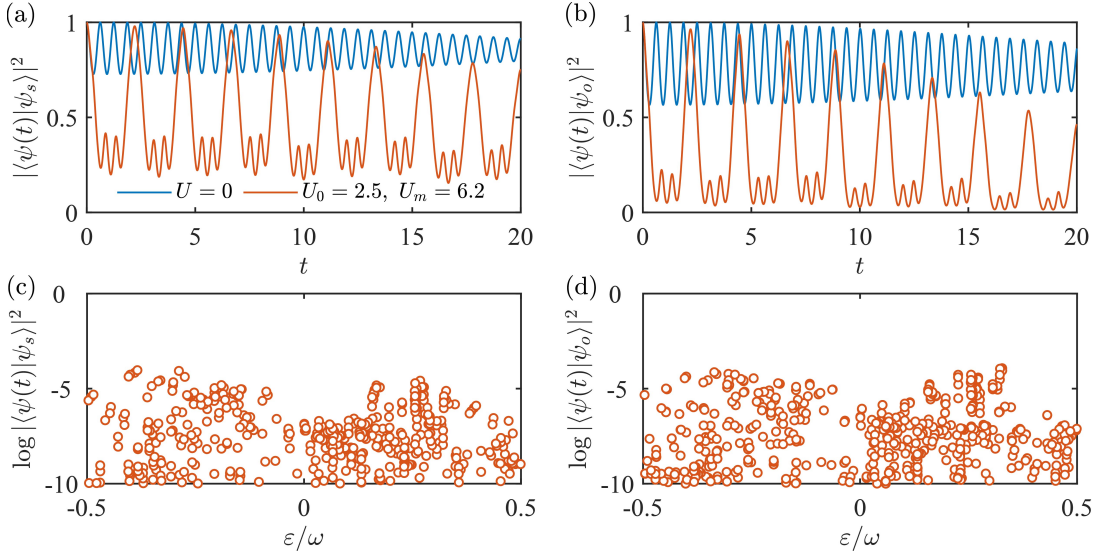 (a)
|⟨ψ(t)|ψ_s⟩|²
1
0.5
0
U = 0
U_0 = 2.5, U_m = 6.2
0 5 10 15 20
t
(b)
|⟨ψ(t)|ψ_o⟩|²
1
0.5
0
0 5 10 15 20
t
(c)
log |⟨ψ(t)|ψ_s⟩|²
0
-5
-10
-0.5 0 0.5
ε/ω
(d)
log |⟨ψ(t)|ψ_o⟩|²
0
-5
-10
-0.5 0 0.5
ε/ω